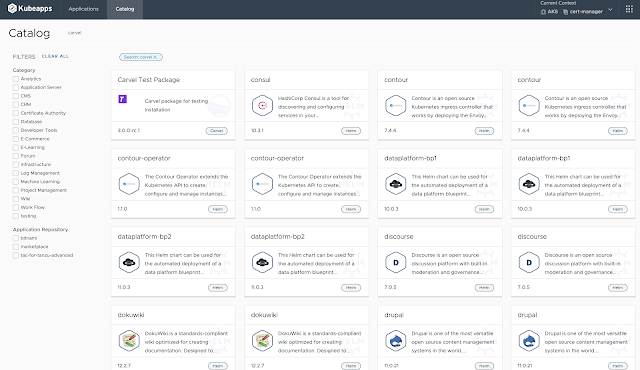 Kubeapps
Applications
Catalog
Current Context
AKS
cert-manager
Catalog
carvel
FILTERS
CLEAR ALL
Search: carvel
Category
Analytics
Application Server
CMS
CRM
Certificate Authority
Database
Developer Tools
E-Commerce
E-Learning
Forum
Infrastructure
Log Management
Machine Learning
Project Management
Wiki
Work Flow
testing
Application Repository
bitnami
marketplace
tac-for-tanzu-advanced
Carvel Test Package
Carvel package for testing
installation
3.0.0-rc.1
Carvel
consul
HashiCorp Consul is a tool for
discovering and configuring
services in your...
10.3.1
Helm
contour
Contour is an open source
Kubernetes ingress controller that
works by deploying the Envoy...
7.4.4
Helm
contour
Contour is an open source
Kubernetes ingress controller that
works by deploying the Envoy...
7.4.4
Helm
contour-operator
The Contour Operator extends the
Kubernetes API to create,
configure and manage instances...
1.1.0
Helm
contour-operator
The Contour Operator extends the
Kubernetes API to create,
configure and manage instances...
1.1.0
Helm
dataplatform-bp1
This Helm chart can be used for
the automated deployment of a
data platform blueprint...
10.0.3
Helm
dataplatform-bp1
This Helm chart can be used for
the automated deployment of a
data platform blueprint...
10.0.3
Helm
dataplatform-bp2
This Helm chart can be used for
the automated deployment of a
data platform blueprint...
11.0.3
Helm
dataplatform-bp2
This Helm chart can be used for
the automated deployment of a
data platform blueprint...
11.0.3
Helm
discourse
D
Discourse is an open source
discussion platform with built-in
moderation and governance...
7.0.5
Helm
discourse
D
Discourse is an open source
discussion platform with built-in
moderation and governance...
7.0.5
Helm
dokuwiki
DokuWiki is a standards-compliant
wiki optimized for creating
documentation. Designed to...
12.2.7
Helm
dokuwiki
DokuWiki is a standards-compliant
wiki optimized for creating
documentation. Designed to...
12.2.7
Helm
drupal
Drupal is one of the most versatile
open source content management
systems in the world...
11.0.21
Helm
drupal
Drupal is one of the most versatile
open source content management
systems in the world...
11.0.21
Helm